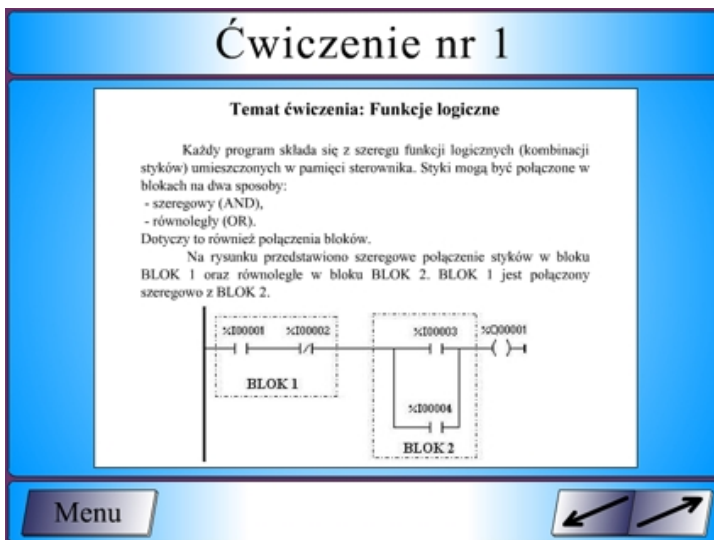 Ćwiczenie nr 1
Temat ćwiczenia: Funkcje logiczne
Każdy program składa się z szeregu funkcji logicznych (kombinacji
styków) umieszczonych w pamięci sterownika. Styki mogą być połączone w
blokach na dwa sposoby:
- szeregowy (AND),
- równoległy (OR).
Dotyczy to również połączenia bloków.
Na rysunku przedstawiono szeregowe połączenie styków w bloku
BLOK 1 oraz równoległe w bloku BLOK 2. BLOK 1 jest połączony
szeregowo z BLOK 2.
%I00001 %I00002 %I00003 %Q00001
BLOK 1
%I00004
BLOK 2
Menu